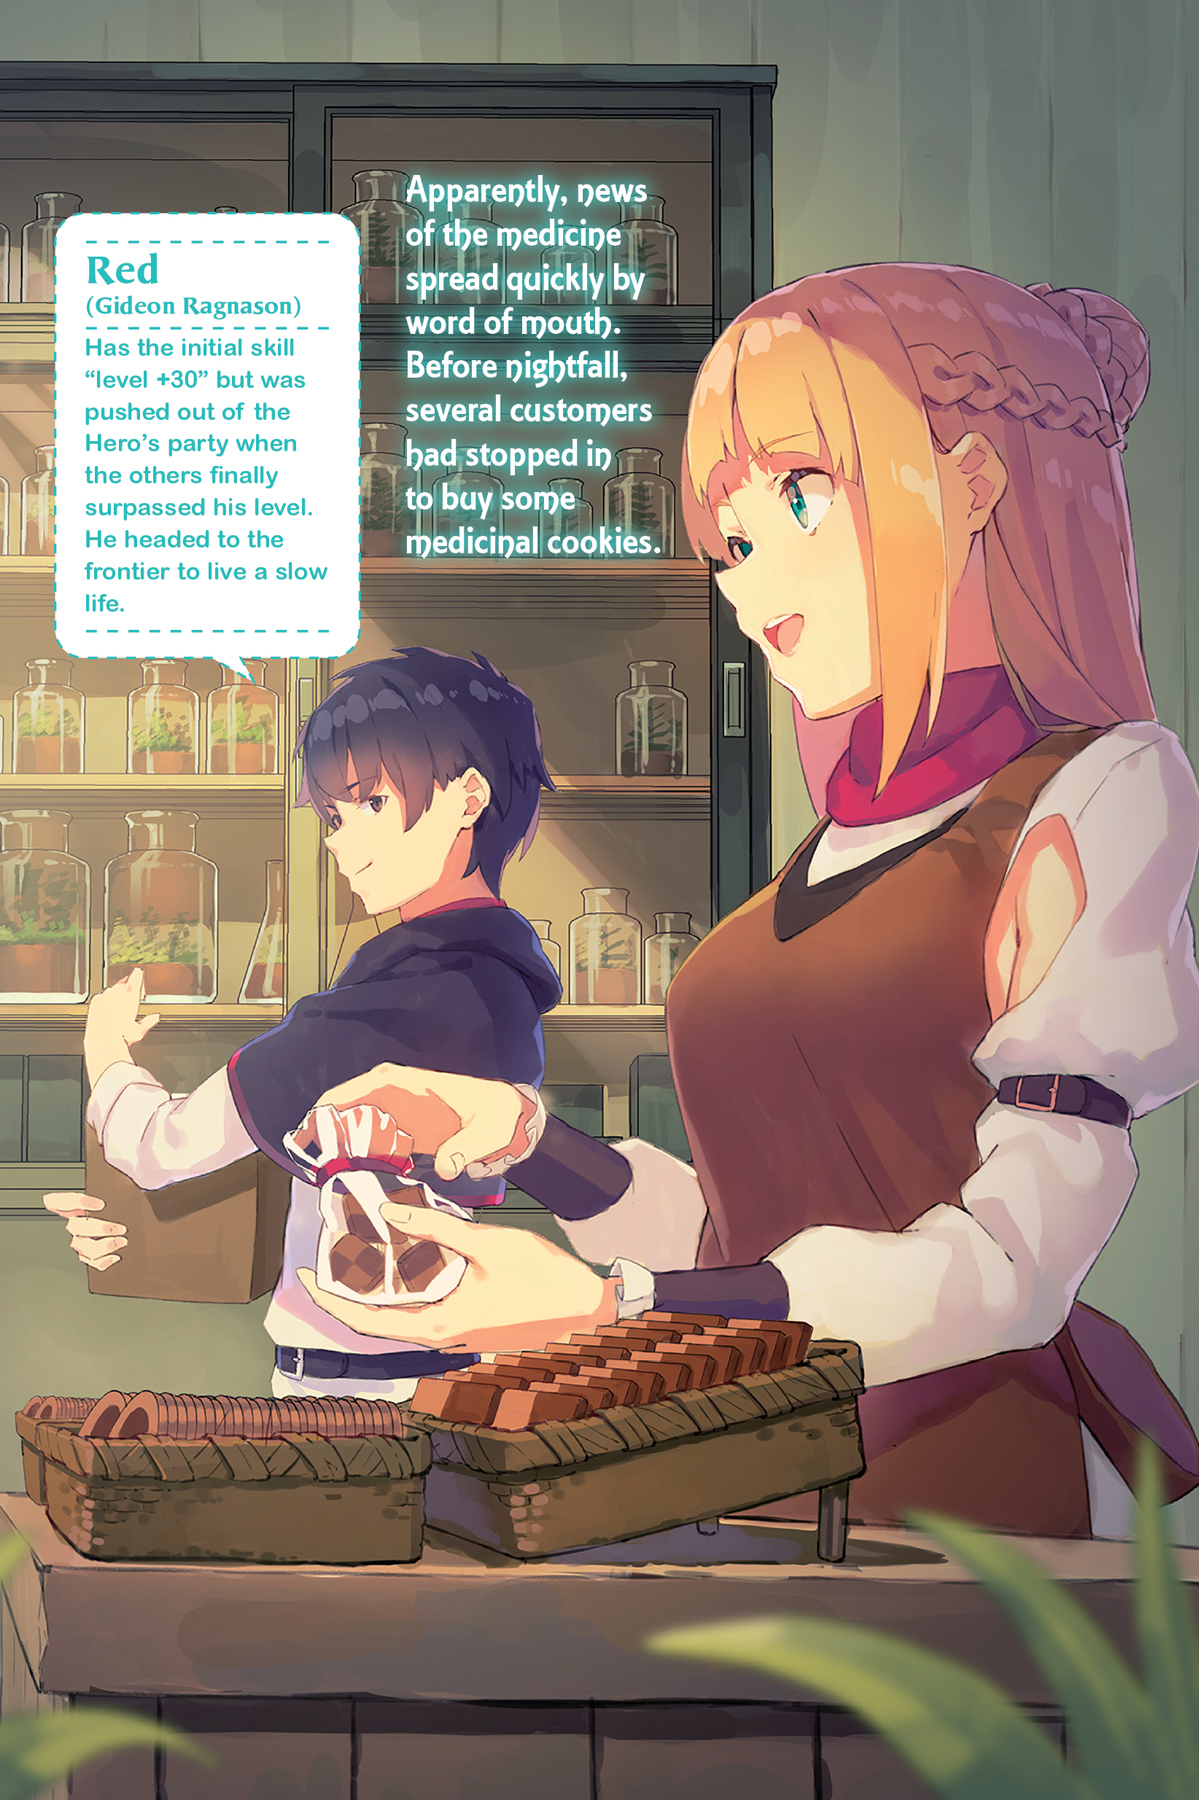 Red
(Gideon Ragnason)
Has the initial skill
“level +30” but was
pushed out of the
Hero’s party when
the others finally
surpassed his level.
He headed to the
frontier to live a slow
life.
Apparently, news
of the medicine
spread quickly by
word of mouth.
Before nightfall,
several customers
had stopped in
to buy some
medicinal cookies.